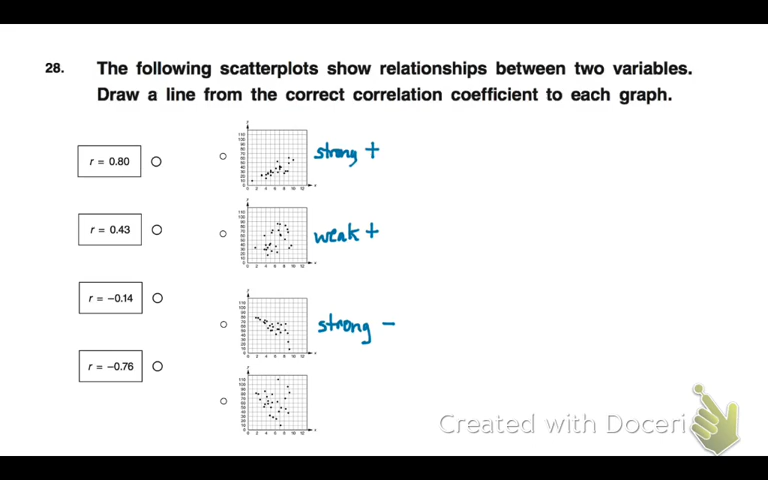 28. The following scatterplots show relationships between two variables.
Draw a line from the correct correlation coefficient to each graph.
r = 0.80
strong +
r = 0.43
weak +
r = −0.14
strong −
r = −0.76
Created with Doceri